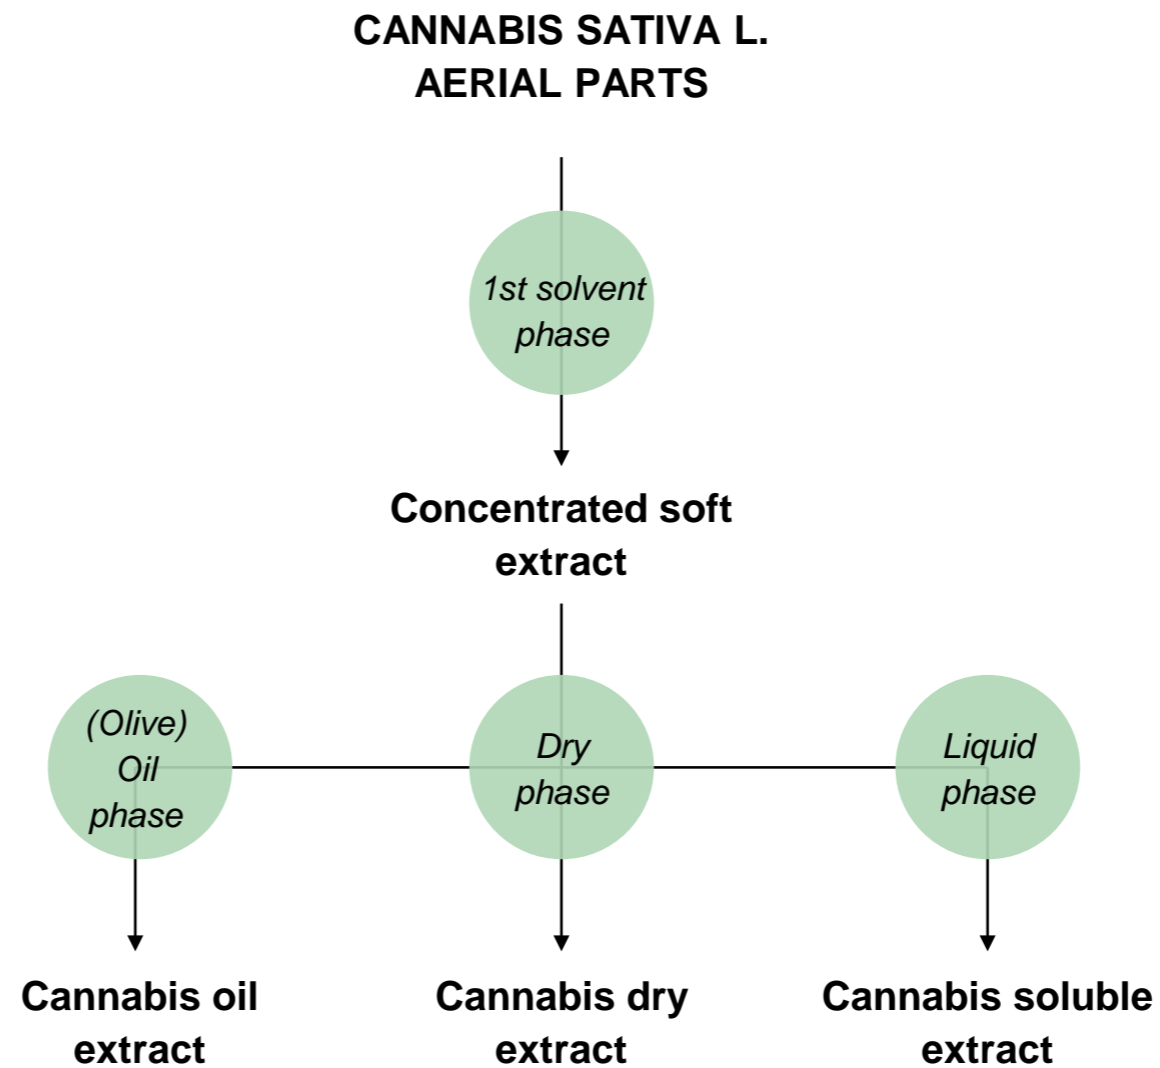 CANNABIS SATIVA L.
AERIAL PARTS
1st solvent
phase
Concentrated soft
extract
(Olive)
Oil
phase
Dry
phase
Liquid
phase
Cannabis oil
extract
Cannabis dry
extract
Cannabis soluble
extract